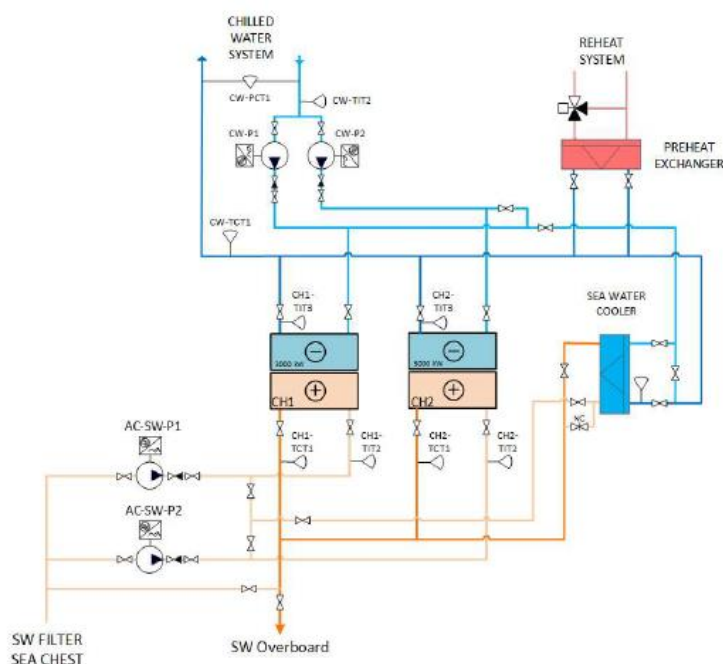 CHILLED
WATER
SYSTEM
REHEAT
SYSTEM
CW-PCT1
CW-TIT2
CW-P1
CW-P2
PREHEAT
EXCHANGER
CW-TCT1
CH1-
TIT3
CH2-
TIT3
SEA WATER
COOLER
3000 kW
CH1
CH2
NC
AC-SW-P1
CH1-
TCT1
CH1-
TIT2
CH2-
TCT1
CH2-
TIT2
AC-SW-P2
SW FILTER
SEA CHEST
SW Overboard